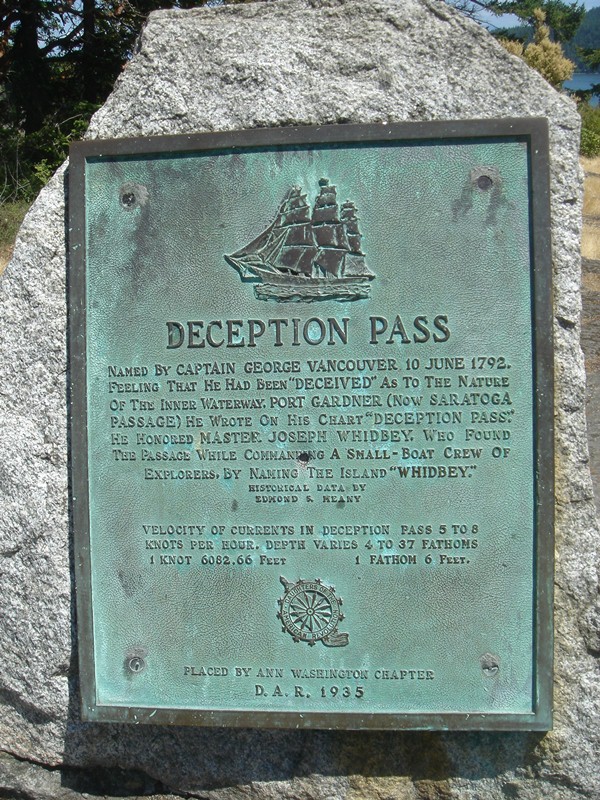 DECEPTION PASS
NAMED BY CAPTAIN GEORGE VANCOUVER 10 JUNE 1792.
FEELING THAT HE HAD BEEN "DECEIVED" AS TO THE NATURE
OF THE INNER WATERWAY, PORT GARDNER (NOW SARATOGA
PASSAGE) HE WROTE ON HIS CHART "DECEPTION PASS."
HE HONORED MASTER JOSEPH WHIDBEY, WHO FOUND
THE PASSAGE WHILE COMMANDING A SMALL-BOAT CREW OF
EXPLORERS, BY NAMING THE ISLAND "WHIDBEY."
HISTORICAL DATA BY
EDMOND S. MEANY
VELOCITY OF CURRENTS IN DECEPTION PASS 5 TO 8
KNOTS PER HOUR. DEPTH VARIES 4 TO 37 FATHOMS
1 KNOT 6082.66 FEET 1 FATHOM 6 FEET.
DAUGHTERS OF THE
AMERICAN REVOLUTION
PLACED BY ANN WASHINGTON CHAPTER
D. A. R. 1935